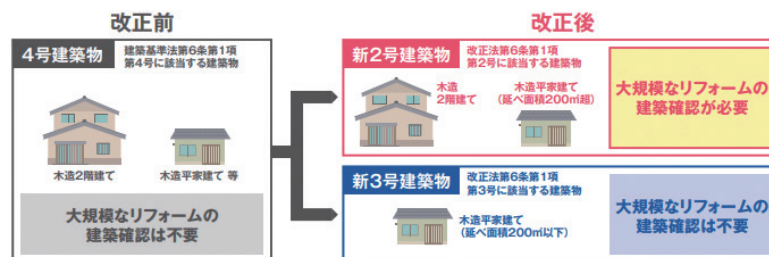 改正前
4号建築物
建築基準法第6条第1項
第4号に該当する建築物
木造2階建て
木造平家建て 等
大規模なリフォームの
建築確認は不要
改正後
新2号建築物
改正法第6条第1項
第2号に該当する建築物
木造
2階建て
木造平家建て
(延べ面積200㎡超)
大規模なリフォームの
建築確認が必要
新3号建築物
改正法第6条第1項
第3号に該当する建築物
木造平家建て
(延べ面積200㎡以下)
大規模なリフォームの
建築確認は不要